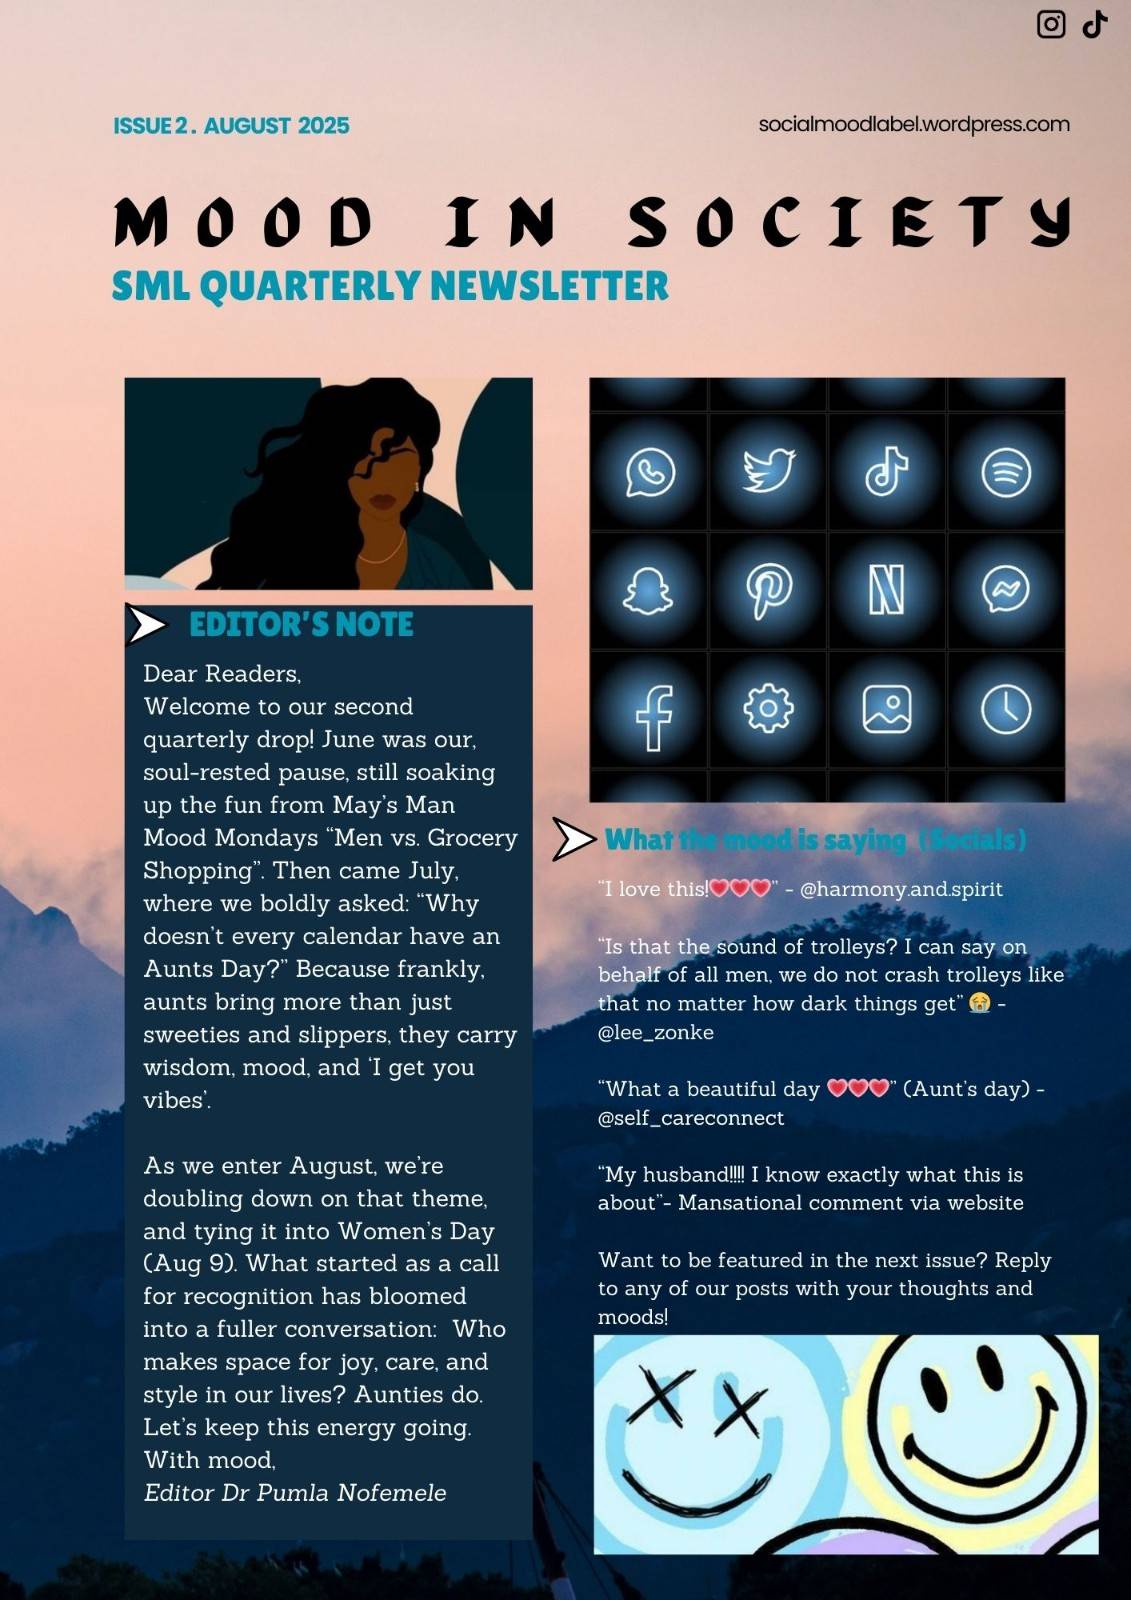 ISSUE 2. AUGUST 2025
socialmoodlabel.wordpress.com
MOOD IN SOCIETY
SML QUARTERLY NEWSLETTER
EDITOR'S NOTE
Dear Readers,
Welcome to our second
quarterly drop! June was our,
soul-rested pause, still soaking
up the fun from May's Man
Mood Mondays “Men vs. Grocery
Shopping”. Then came July,
where we boldly asked: “Why
doesn't every calendar have an
Aunts Day?” Because frankly,
aunts bring more than just
sweeties and slippers, they carry
wisdom, mood, and ‘I get you
vibes’.
As we enter August, we're
doubling down on that theme,
and tying it into Women's Day
(Aug 9). What started as a call
for recognition has bloomed
into a fuller conversation: Who
makes space for joy, care, and
style in our lives? Aunties do.
Let's keep this energy going.
With mood,
Editor Dr Pumla Nofemele
What the mood is saying (Socials)
“I love this!❤️❤️❤️” - @harmony.and.spirit
“Is that the sound of trolleys? I can say on
behalf of all men, we do not crash trolleys like
that no matter how dark things get” 😭 -
@lee_zonke
“What a beautiful day ❤️❤️❤️” (Aunt's day) -
@self_careconnect
“My husband!!!! I know exactly what this is
about”- Mansational comment via website
Want to be featured in the next issue? Reply
to any of our posts with your thoughts and
moods!